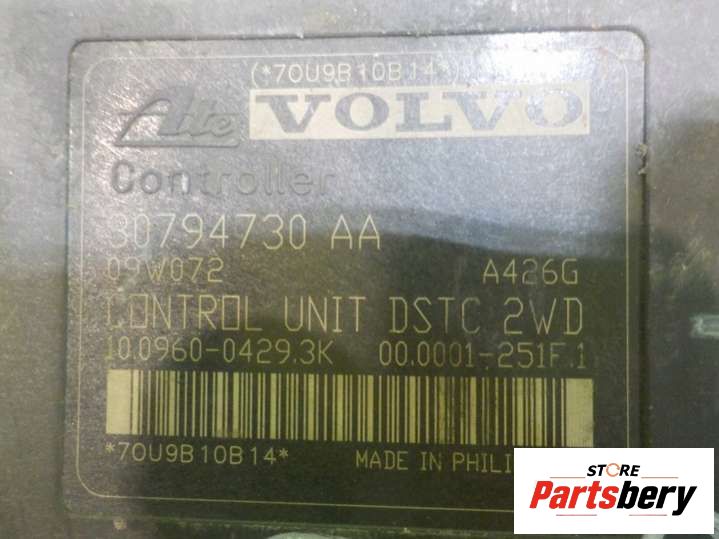 (*70U9B10B14*)
Ate VOLVO
Controller
30794730 AA
09W072 A426G
CONTROL UNIT DSTC 2WD
10.0960-0429.3K 00.0001-251F.1
*70U9B10B14* MADE IN PHILI
STORE
Partsbery